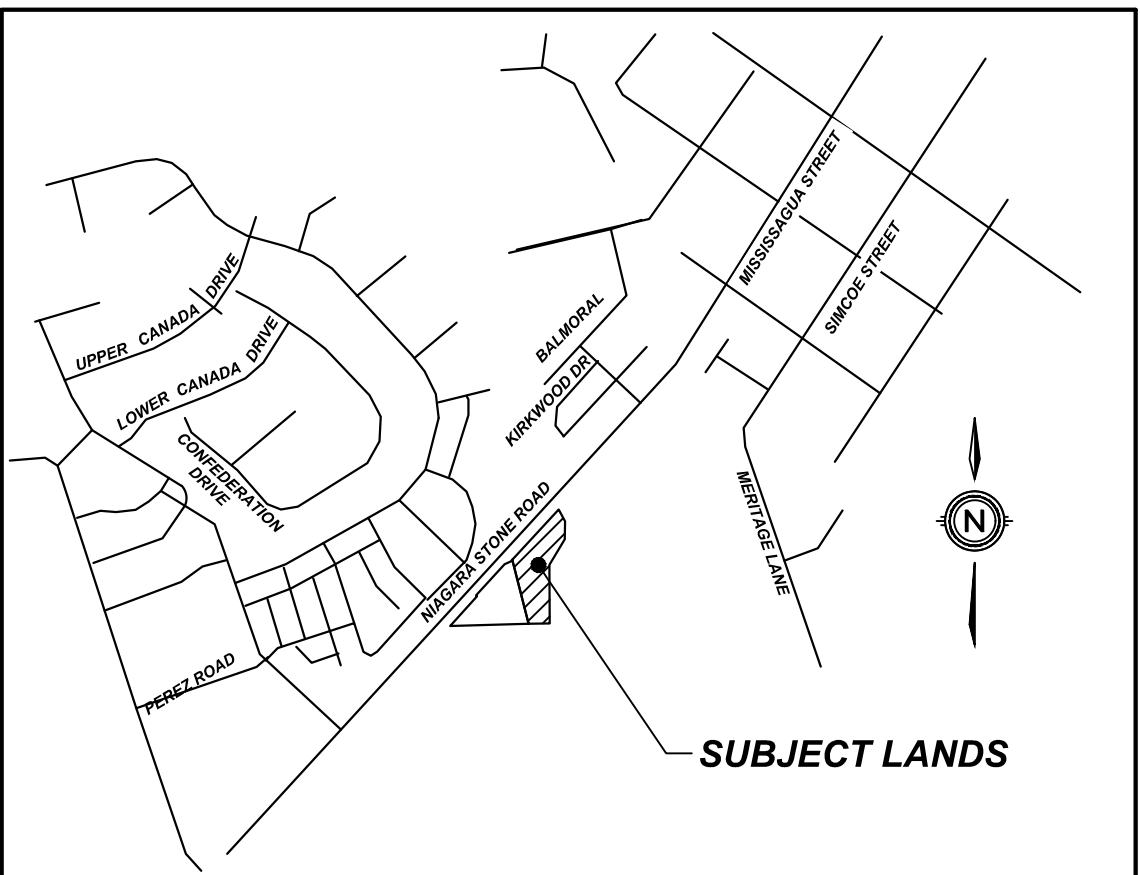 MISSISSAGUA STREET
SIMCOE STREET
UPPER CANADA DRIVE
LOWER CANADA DRIVE
BALMORAL
KIRKWOOD DR
CONFEDERATION
DRIVE
NIAGARA STONE ROAD
MERITAGE LANE
N
PEREZ ROAD
SUBJECT LANDS